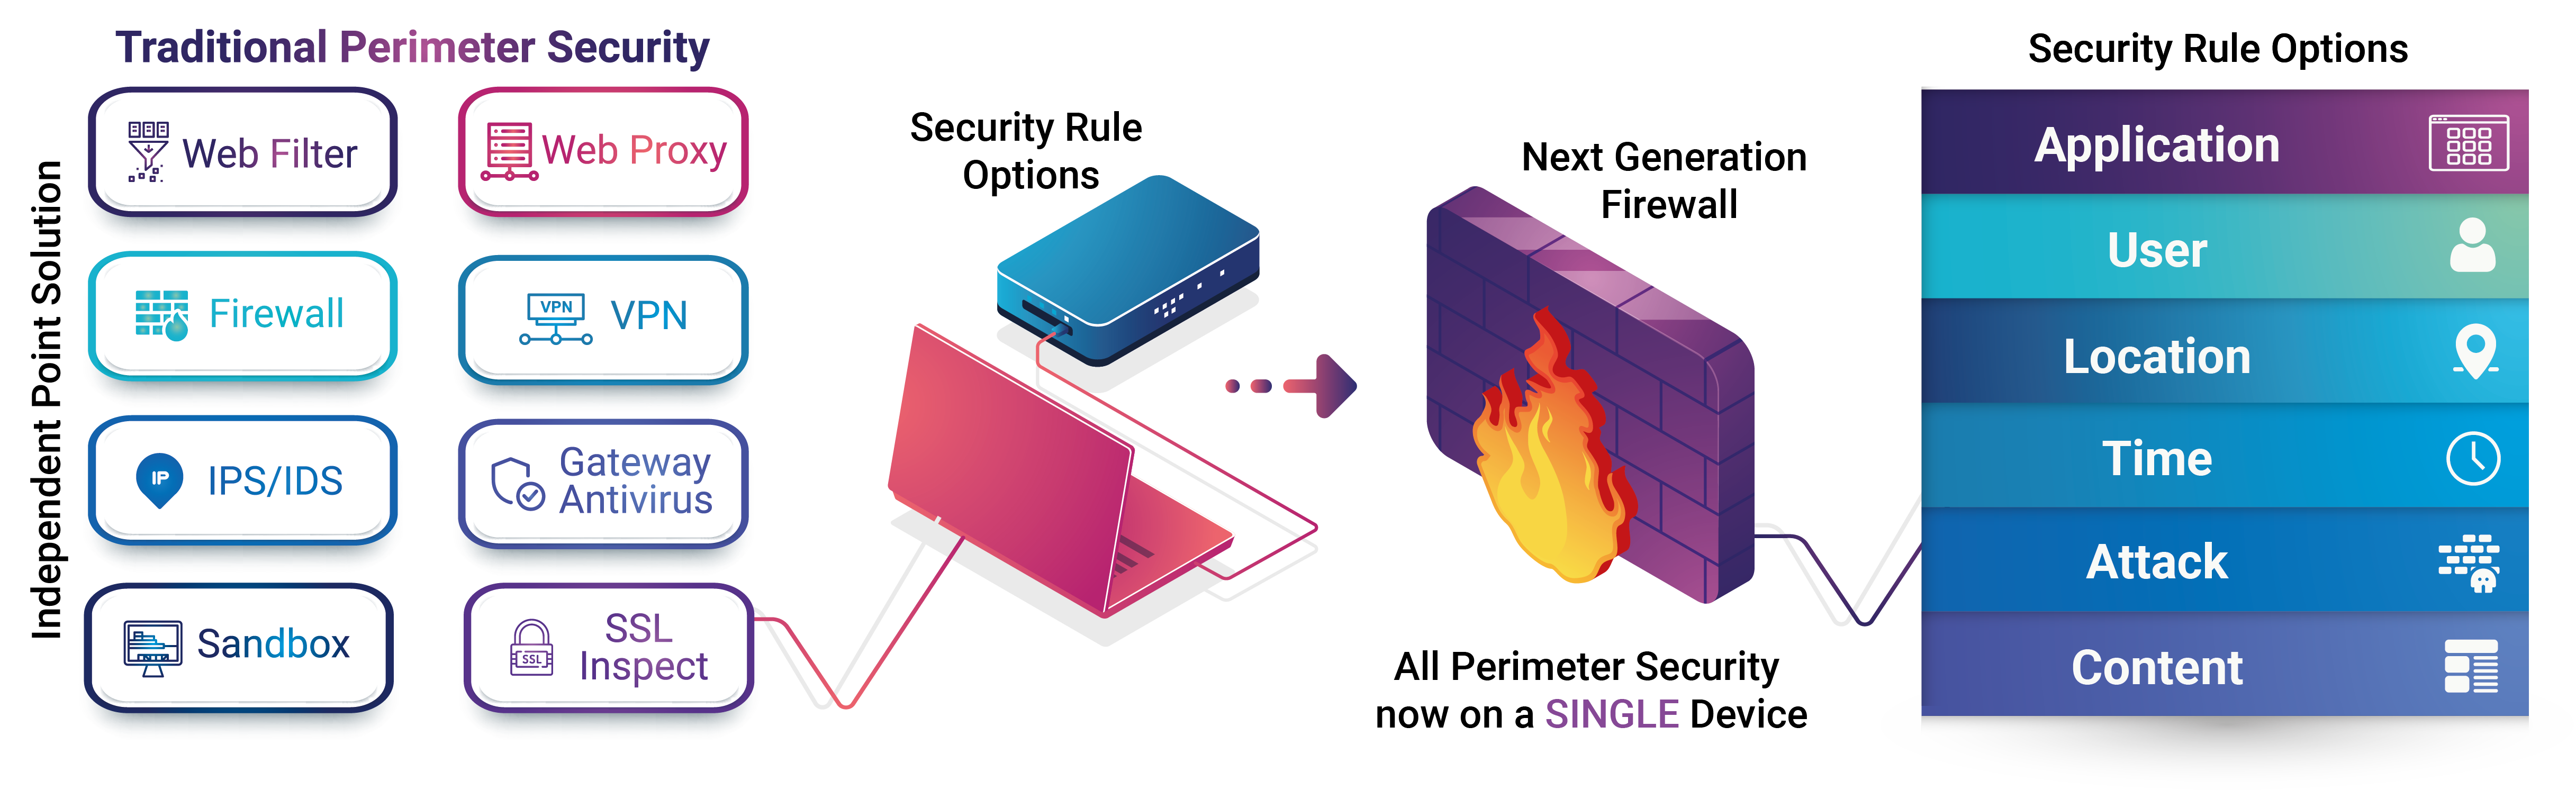 Traditional Perimeter Security
Independent Point Solution
Web Filter
Web Proxy
Firewall
VPN
VPN
IP
IPS/IDS
Gateway
Antivirus
Sandbox
SSL
SSL
Inspect
Security Rule
Options
Next Generation
Firewall
All Perimeter Security
now on a SINGLE Device
Security Rule Options
Application
User
Location
Time
Attack
Content